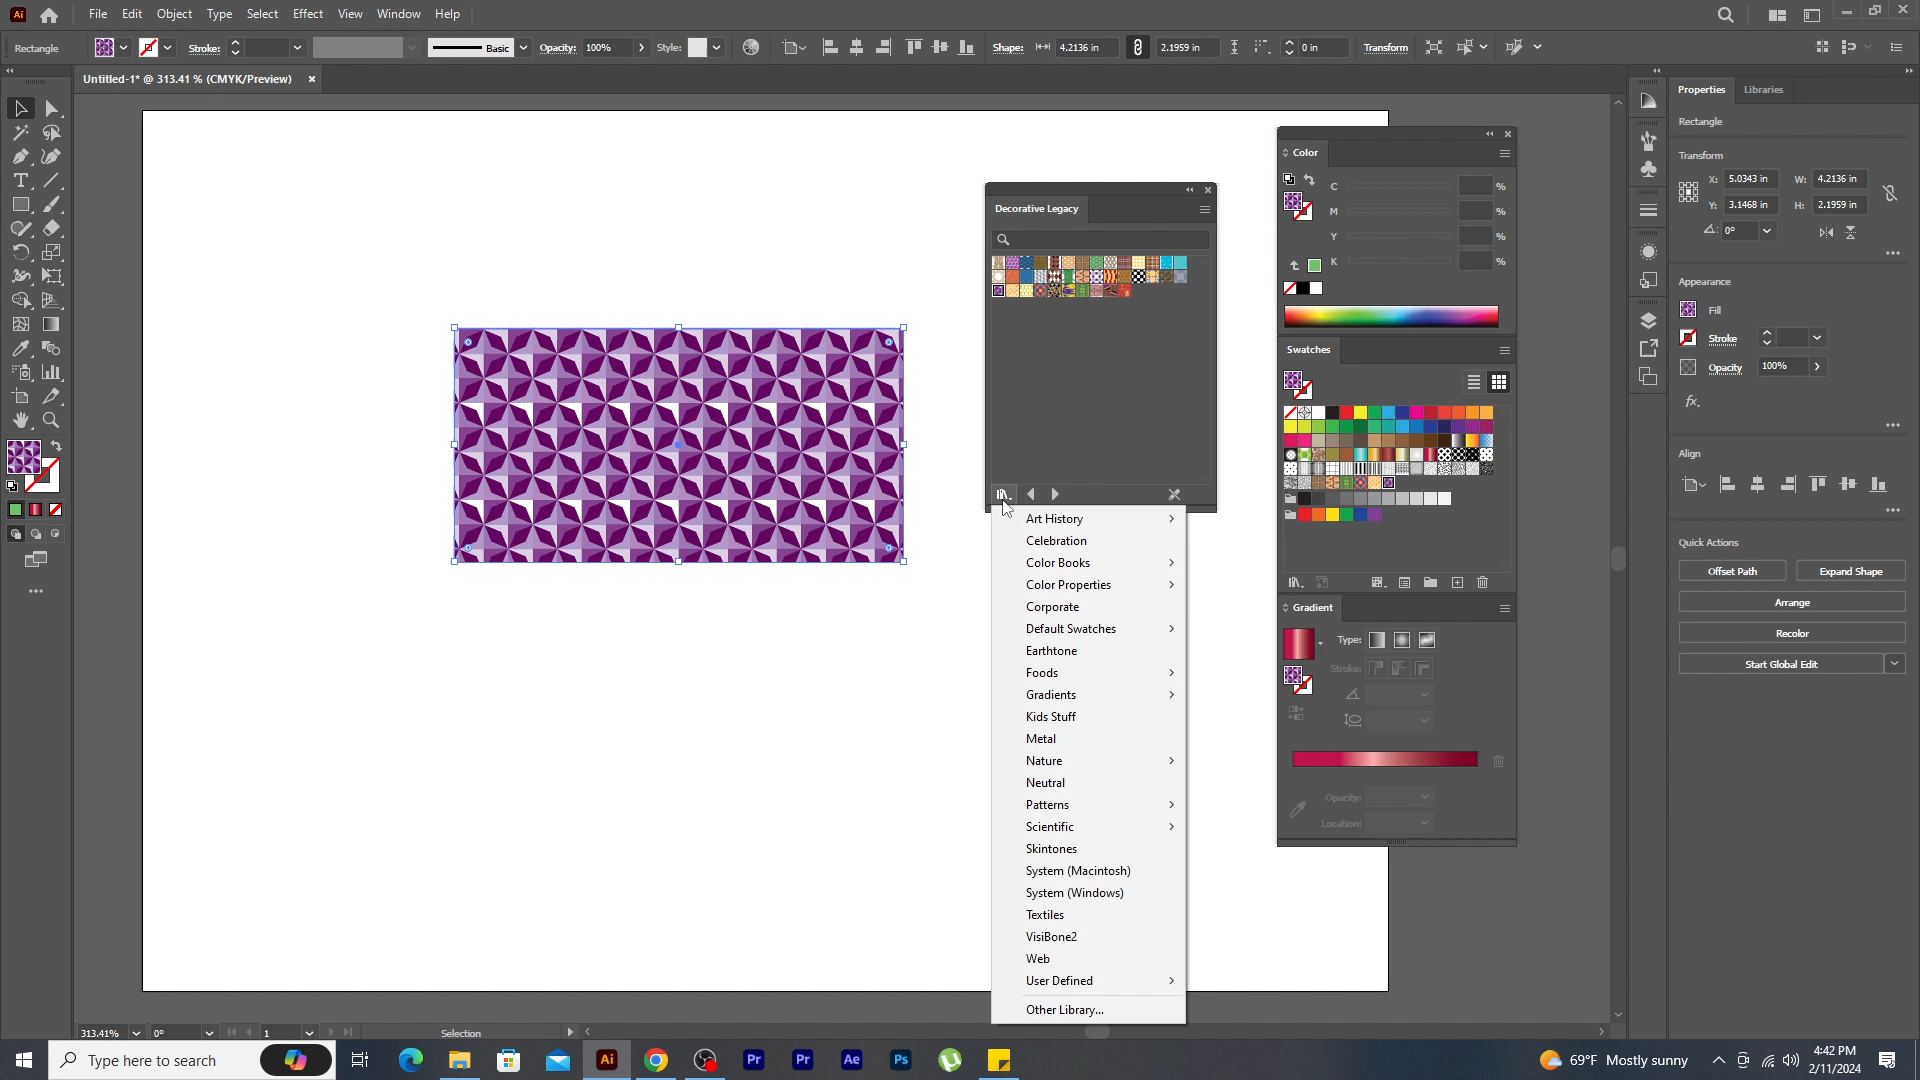 Ai File Edit Object Type Select Effect View Window Help
Rectangle Stroke: Basic Opacity: 100% Style: Shape: 4.2136 in 2.1959 in 0 in Transform
Untitled-1* @ 313.41 % (CMYK/Preview)
Properties Libraries
Rectangle
Transform
X: 5.0343 in W: 4.2136 in
Y: 3.1468 in H: 2.1959 in
0°
Appearance
Fill
Stroke
Opacity 100%
fx.
Align
Quick Actions
Offset Path Expand Shape
Arrange
Recolor
Start Global Edit
Color
C %
M %
Y %
K %
Swatches
Gradient
Type:
Stroke:
Opacity:
Location:
Decorative Legacy
Art History
Celebration
Color Books
Color Properties
Corporate
Default Swatches
Earthtone
Foods
Gradients
Kids Stuff
Metal
Nature
Neutral
Patterns
Scientific
Skintones
System (Macintosh)
System (Windows)
Textiles
VisiBone2
Web
User Defined
Other Library...
313.41% 0° 1 Selection
Type here to search
Ai Pr Pr Ae Ps
69°F Mostly sunny
4:42 PM
2/11/2024